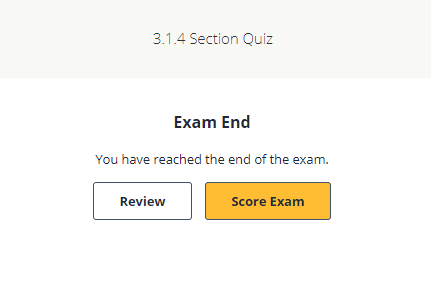 3.1.4 Section Quiz
Exam End
You have reached the end of the exam.
Review
Score Exam